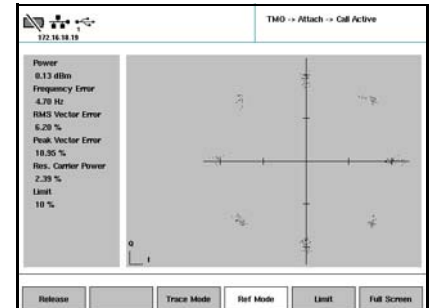 TMO -> Attach -> Call Active
1
172.16.18.19
Power
0.13 dBm
Frequency Error
4.70 Hz
RMS Vector Error
6.20 %
Peak Vector Error
18.95 %
Res. Carrier Power
2.39 %
Limit
10 %
Q
I
Release
Trace Mode
Ref Mode
Limit
Full Screen